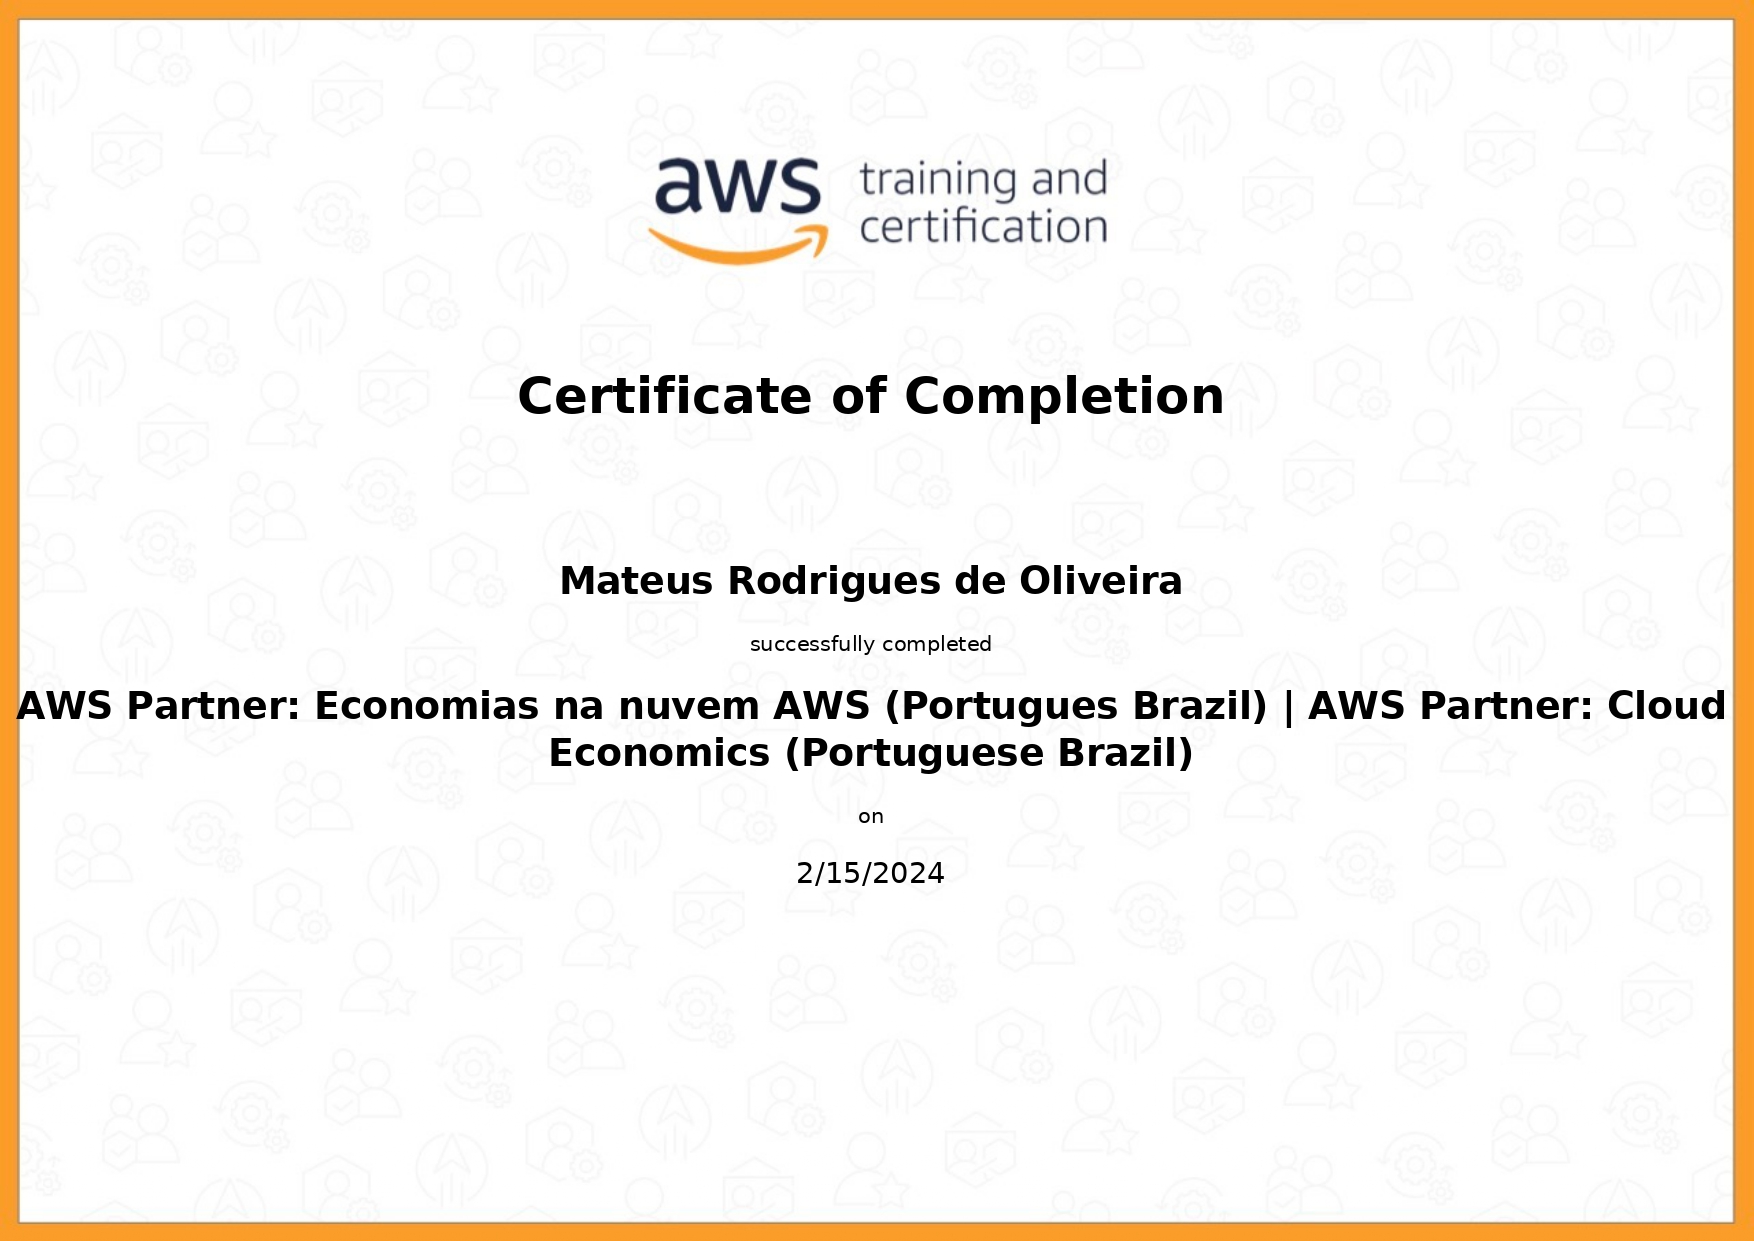 aws training and
certification
Certificate of Completion
Mateus Rodrigues de Oliveira
successfully completed
AWS Partner: Economias na nuvem AWS (Portugues Brazil) | AWS Partner: Cloud
Economics (Portuguese Brazil)
on
2/15/2024